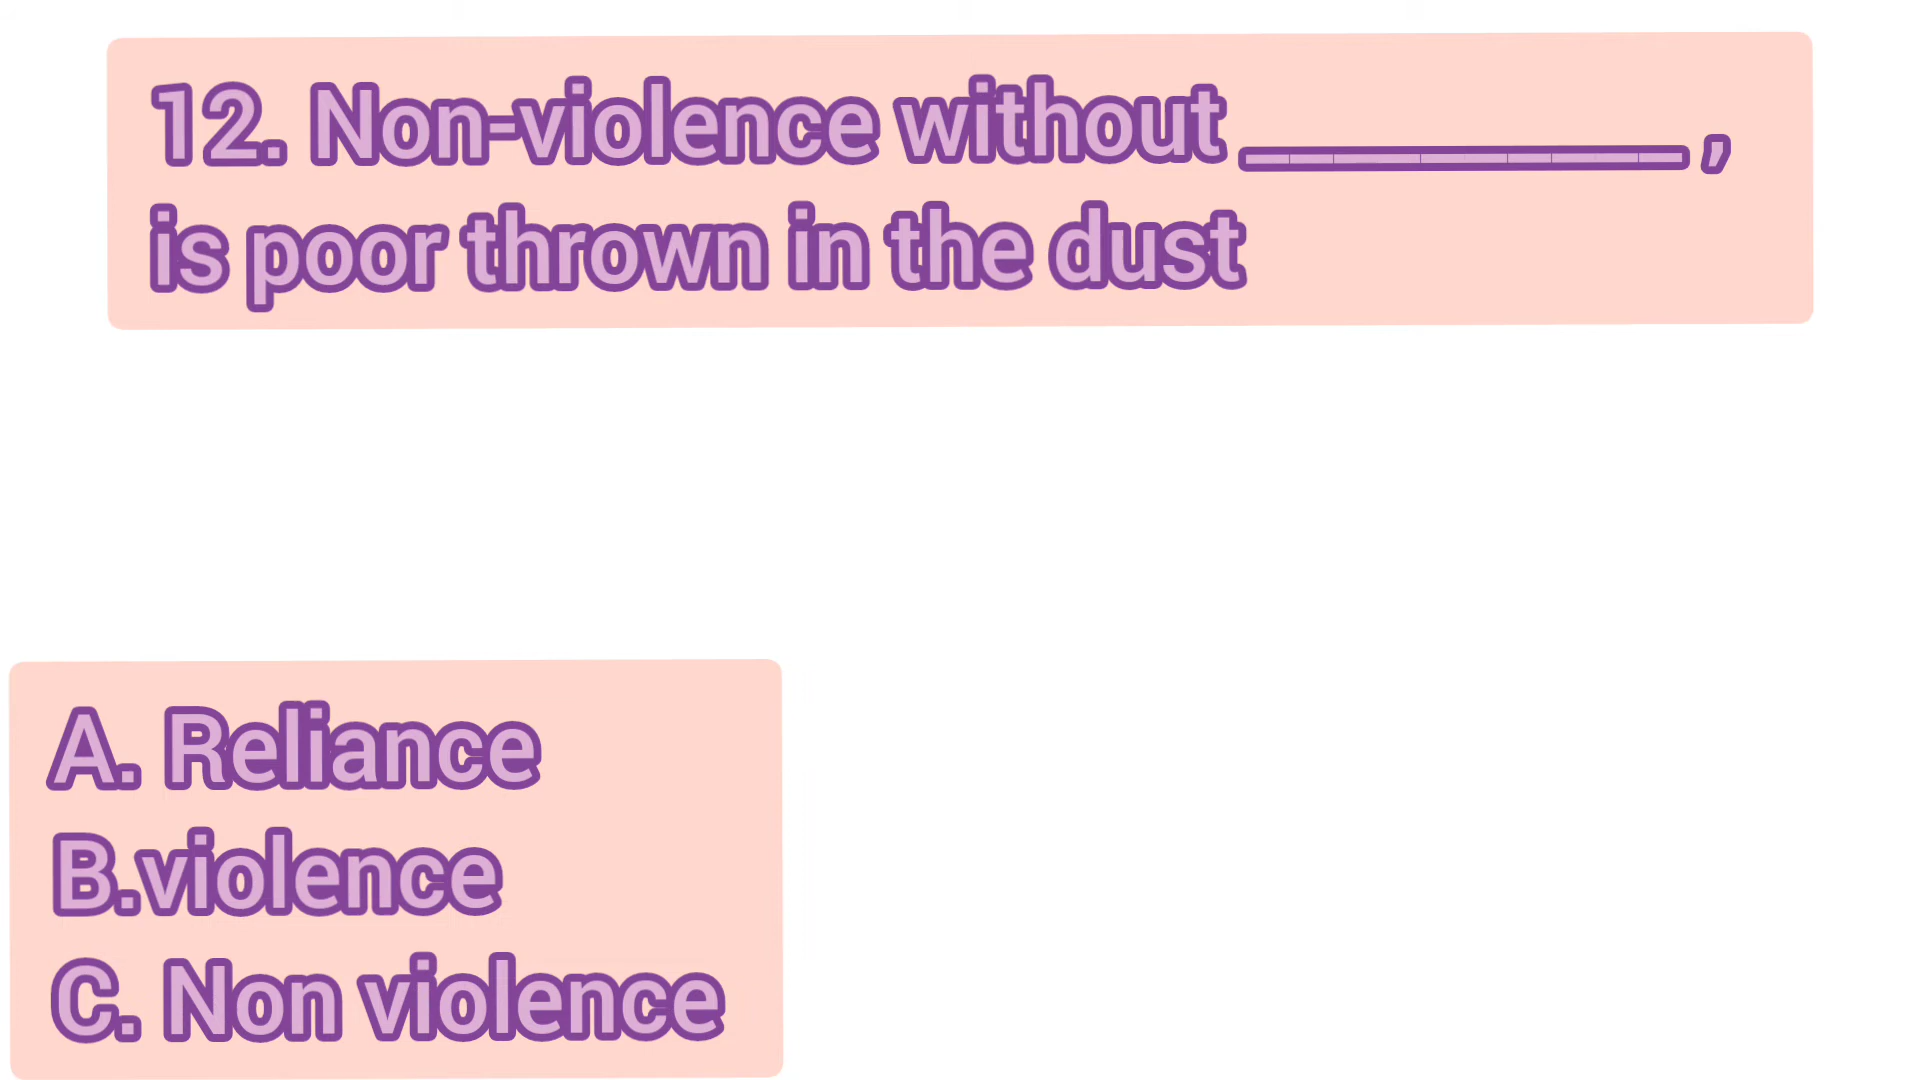 12. Non-violence without __________,
is poor thrown in the dust
A. Reliance
B.violence
C. Non violence